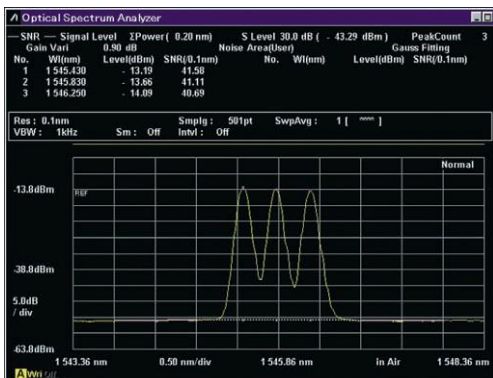 Optical Spectrum Analyzer
SNR — Signal Level ΣPower( 0.20 nm) S Level 30.0 dB ( - 43.29 dBm ) PeakCount 3
Gain Vari 0.90 dB Noise Area(User) Gauss Fitting
No. Wl(nm) Level(dBm) SNR(/0.1nm) No. Wl(nm) Level(dBm) SNR(/0.1nm)
1 1 545.430 - 13.19 41.58
2 1 545.830 - 13.66 41.11
3 1 546.250 - 14.09 40.69
Res : 0.1nm Smplg : 501pt SwpAvg : 1 [ ]
VBW : 1kHz Sm : Off Intvl : Off
Normal
-13.8dBm
REF
-38.8dBm
5.0dB
/ div
-63.8dBm
1 543.36 nm 0.50 nm/div 1 545.86 nm in Air 1 548.36 nm
A Wri Off